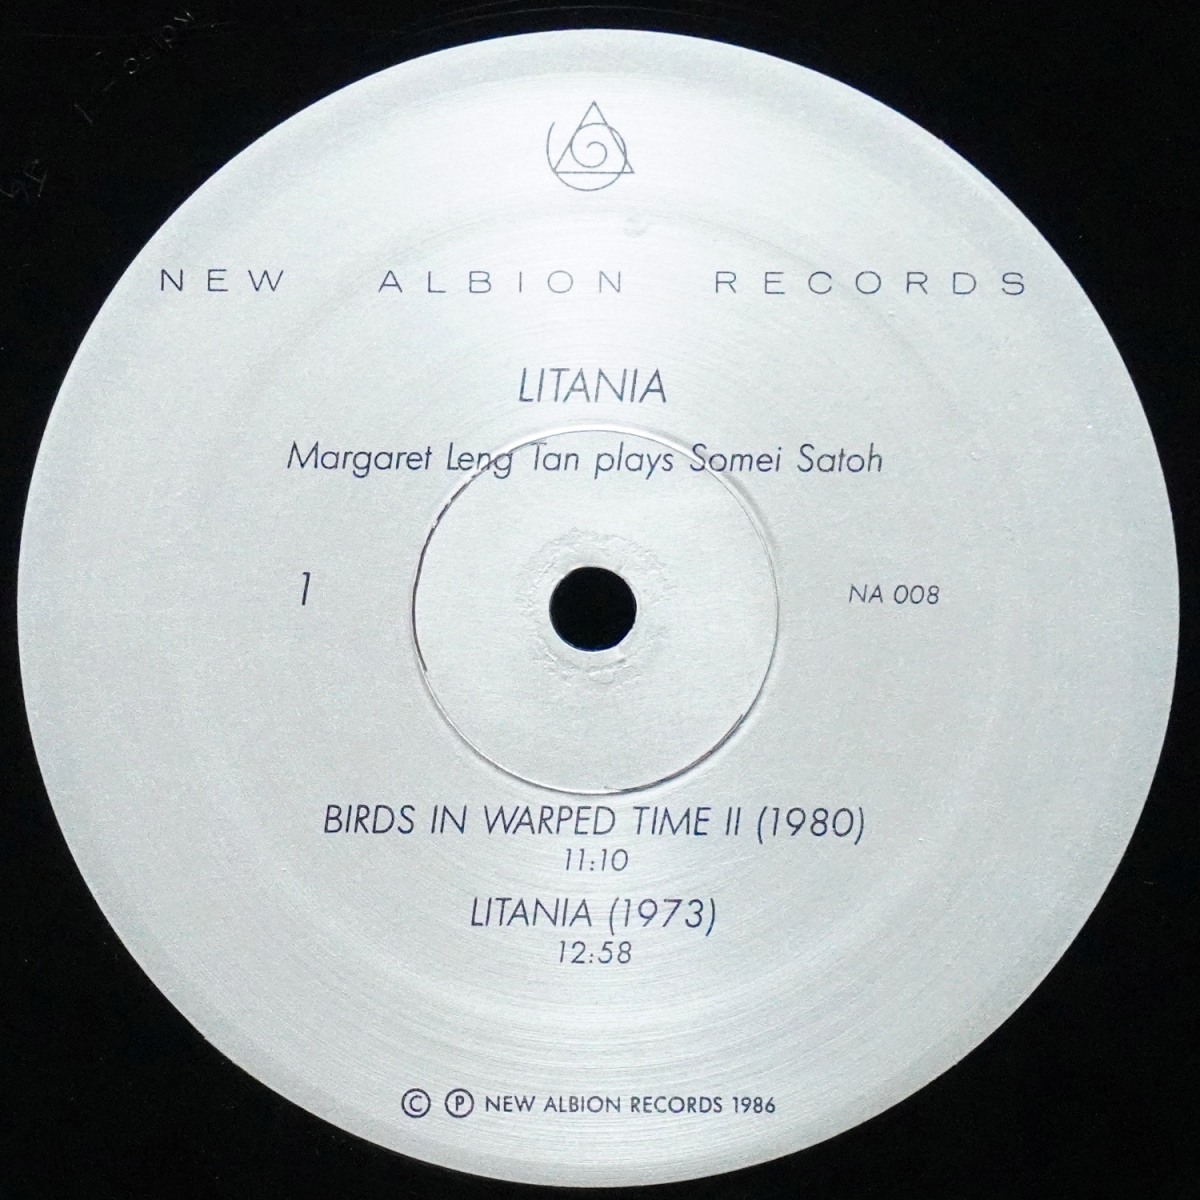 NEW ALBION RECORDS
LITANIA
Margaret Leng Tan plays Somei Satoh
1
NA 008
BIRDS IN WARPED TIME II (1980)
11:10
LITANIA (1973)
12:58
Ⓒ Ⓟ NEW ALBION RECORDS 1986